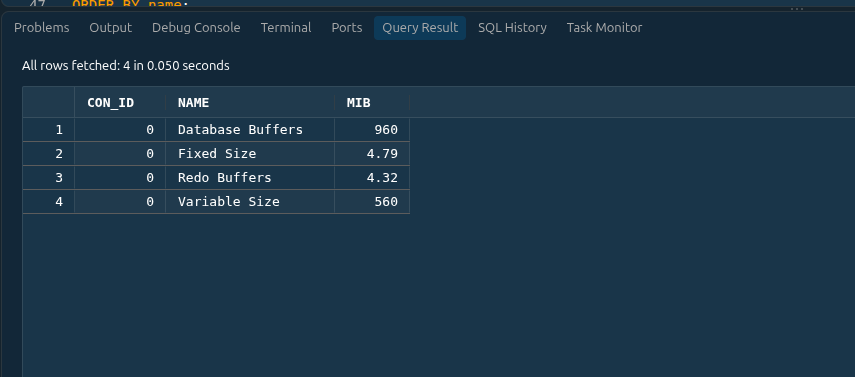 47 ORDER BY name;
Problems Output Debug Console Terminal Ports Query Result SQL History Task Monitor
All rows fetched: 4 in 0.050 seconds
CON_ID NAME MIB
1 0 Database Buffers 960
2 0 Fixed Size 4.79
3 0 Redo Buffers 4.32
4 0 Variable Size 560